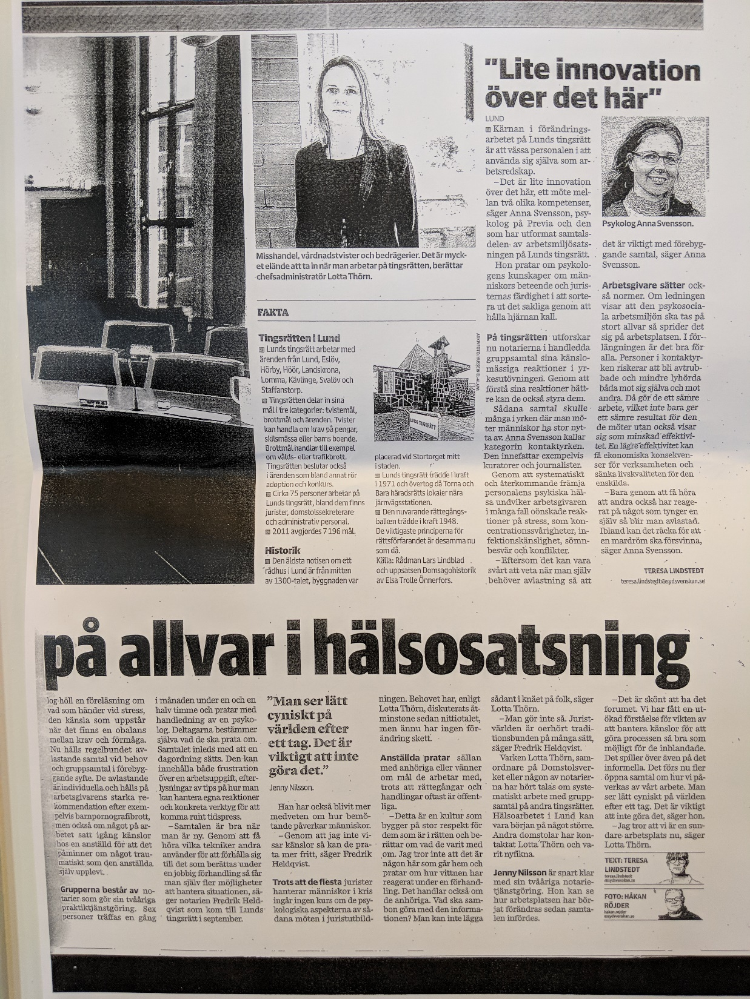 "Lite innovation
över det här"
LUND
Kärnan i förändrings-
arbetet på Lunds tingsrätt
är att vässa personalen i att
använda sig själva som ar-
betsredskap.
–Det är lite innovation
över det här, ett möte mel-
lan två olika kompetenser,
säger Anna Svensson, psy-
kolog på Previa och den
som har utformat samtals-
delen av arbetsmiljösats-
ningen på Lunds tingsrätt.
Hon pratar om psykolo-
gens kunskaper om män-
niskors beteende och juris-
ternas färdighet i att sorte-
ra ut det sakliga genom att
hålla hjärnan kall.
På tingsrätten utforskar
nu notarierna i handledda
gruppsamtal sina känslo-
mässiga reaktioner i yr-
kesutövningen. Genom att
förstå sina reaktioner bätt-
re kan de också styra dem.
Sådana samtal skulle
många i yrken där man mö-
ter människor ha stor nyt-
ta av. Anna Svensson kallar
kategorin kontaktyrken.
Den innefattar exempelvis
kuratorer och journalister.
Genom att systematiskt
och återkommande främja
personalens psykiska häl-
sa undviker arbetsgivaren
i många fall oönskade reak-
tioner på stress, som kon-
centrationssvårigheter, in-
fektionskänslighet, sömn-
besvär och konflikter.
–Eftersom det kan vara
svårt att veta när man själv
behöver avlastning så att
FOTO: SUSANNE PERSSON/PREVIA
Psykolog Anna Svensson.
det är viktigt med förebyg-
gande samtal, säger Anna
Svensson.
Arbetsgivare sätter ock-
så normer. Om ledningen
visar att den psykosocia-
la arbetsmiljön ska tas på
stort allvar så sprider det
sig på arbetsplatsen. I för-
längningen är det bra för
alla. Personer i kontaktyr-
ken riskerar att bli avtrub-
bade och mindre lyhörda
båda mot sig själva och mot
andra. Då gör de ett sämre
arbete, vilket inte bara ger
ett sämre resultat för den
de möter utan också visar
sig som minskad effektivi-
tet. En lägre effektivitet kan
få ekonomiska konsekven-
ser för verksamheten och
sänka livskvaliteten för den
enskilda.
–Bara genom att få höra
att andra också har reage-
rat på något som tynger en
själv så blir man avlastad.
Ibland kan det räcka för att
en mardröm ska försvinna,
säger Anna Svensson.
TERESA LINDSTEDT
teresa.lindstedt@sydsvenskan.se
Misshandel, vårdnadstvister och bedrägerier. Det är myck-
et elände att ta in när man arbetar på tingsrätten, berättar
chefsadministratör Lotta Thörn.
FAKTA
Tingsrätten i Lund
Lunds tingsrätt arbetar med
ärenden från Lund, Eslöv,
Hörby, Höör, Landskrona,
Lomma, Kävlinge, Svalöv och
Staffanstorp.
Tingsrätten delar in sina
mål i tre kategorier: tvistemål,
brottmål och ärenden. Tvister
kan handla om krav på pengar,
skilsmässa eller barns boende.
Brottmål handlar till exempel
om vålds- eller trafikbrott.
Tingsrätten beslutar också
i ärenden som bland annat rör
adoption och konkurs.
Cirka 75 personer arbetar på
Lunds tingsrätt, bland dem finns
jurister, domstolssekreterare
och administrativ personal.
2011 avgjordes 7 196 mål.
Historik
Den äldsta notisen om ett
rådhus i Lund är från mitten
av 1300-talet, byggnaden var
LUNDS TINGSRÄTT
ARKIVFOTO: HUSSEIN EL-ALAWI
placerad vid Stortorget mitt
i staden.
Lunds tingsrätt trädde i kraft
i 1971 och övertog då Torna och
Bara häradsrätts lokaler nära
järnvägsstationen.
Den nuvarande rättegångs-
balken trädde i kraft 1948.
De viktigaste principerna för
rättsförfarandet är desamma nu
som då.
Källa: Rådman Lars Lindblad
och uppsatsen Domsagohistorik
av Elsa Trolle Önnerfors.
på allvar i hälsosatsning
log höll en föreläsning om
vad som händer vid stress,
den känsla som uppstår
när det finns en obalans
mellan krav och förmåga.
Nu hålls regelbundet av-
lastande samtal vid behov
och gruppsamtal i förebyg-
gande syfte. De avlastande
är individuella och hålls på
arbetsgivarens starka re-
kommendation efter exem-
pelvis barnpornografibrott,
men också om något på ar-
betet satt igång känslor
hos en anställd för att det
påminner om något trau-
matiskt som den anställda
själv upplevt.
Grupperna består av no-
tarier som gör sin tvååriga
praktiktjänstgöring. Sex
personer träffas en gång
i månaden under en och en
halv timme och pratar med
handledning av en psyko-
log. Deltagarna bestämmer
själva vad de ska prata om.
Samtalet inleds med att en
dagordning sätts. Den kan
innehålla både frustration
över en arbetsuppgift, efter-
lysningar av tips på hur man
kan hantera egna reaktioner
och konkreta verktyg för att
komma runt tidspress.
–Samtalen är bra när
man är ny. Genom att få
höra vilka tekniker andra
använder för att förhålla sig
till det som berättas under
en jobbig förhandling så får
man själv fler möjligheter
att hantera situationen, sä-
ger notarien Fredrik Held-
qvist som kom till Lunds
tingsrätt i september.
"Man ser lätt
cyniskt på
världen efter
ett tag. Det är
viktigt att inte
göra det."
Jenny Nilsson.
Han har också blivit mer
medveten om hur bemö-
tande påverkar människor.
–Genom att jag inte vi-
sar känslor så kan de pra-
ta mer fritt, säger Fredrik
Heldqvist.
Trots att de flesta jurister
hanterar människor i kris
ingår ingen kurs om de psy-
kologiska aspekterna av så-
dana möten i juristutbild-
ningen. Behovet har, enligt
Lotta Thörn, diskuterats åt-
minstone sedan nittiotalet,
men ännu har ingen för-
ändring skett.
Anställda pratar sällan
med anhöriga eller vänner
om mål de arbetar med,
trots att rättegångar och
handlingar oftast är offent-
liga.
–Detta är en kultur som
bygger på stor respekt för
dem som är i rätten och be-
rättar om vad de varit med
om. Jag tror inte att det är
någon här som går hem och
pratar om hur vittnen har
reagerat under en förhand-
ling. Det handlar också om
de anhöriga. Vad ska sam-
bon göra med den informa-
tionen? Man kan inte lägga
sådant i knäet på folk, säger
Lotta Thörn.
–Man gör inte så. Jurist-
världen är oerhört tradi-
tionsbunden på många sätt,
säger Fredrik Heldqvist.
Varken Lotta Thörn, sam-
ordnare på Domstolsver-
ket eller någon av notarier-
na har hört talas om syste-
matiskt arbete med grupp-
samtal på andra tingsrätter.
Hälsoarbetet i Lund kan
vara början på något större.
Andra domstolar har kon-
taktat Lotta Thörn och va-
rit nyfikna.
Jenny Nilsson är snart klar
med sin tvååriga notarie-
tjänstgöring. Hon kan se
hur arbetsplatsen har bör-
jat förändras sedan samta-
len infördes.
–Det är skönt att ha det
forumet. Vi har fått en ut-
ökad förståelse för vikten av
att hantera känslor för att
göra processen så bra som
möjligt för de inblandade.
Det spiller över även på det
informella. Det förs nu fler
öppna samtal om hur vi på-
verkas av vårt arbete. Man
ser lätt cyniskt på världen
efter ett tag. Det är viktigt
att inte göra det, säger hon.
–Jag tror att vi är en sun-
dare arbetsplats nu, säger
Lotta Thörn.
TEXT: TERESA
LINDSTEDT
teresa.lindstedt
@sydsvenskan.se
FOTO: HÅKAN
RÖJDER
hakan.rojder
@sydsvenskan.se